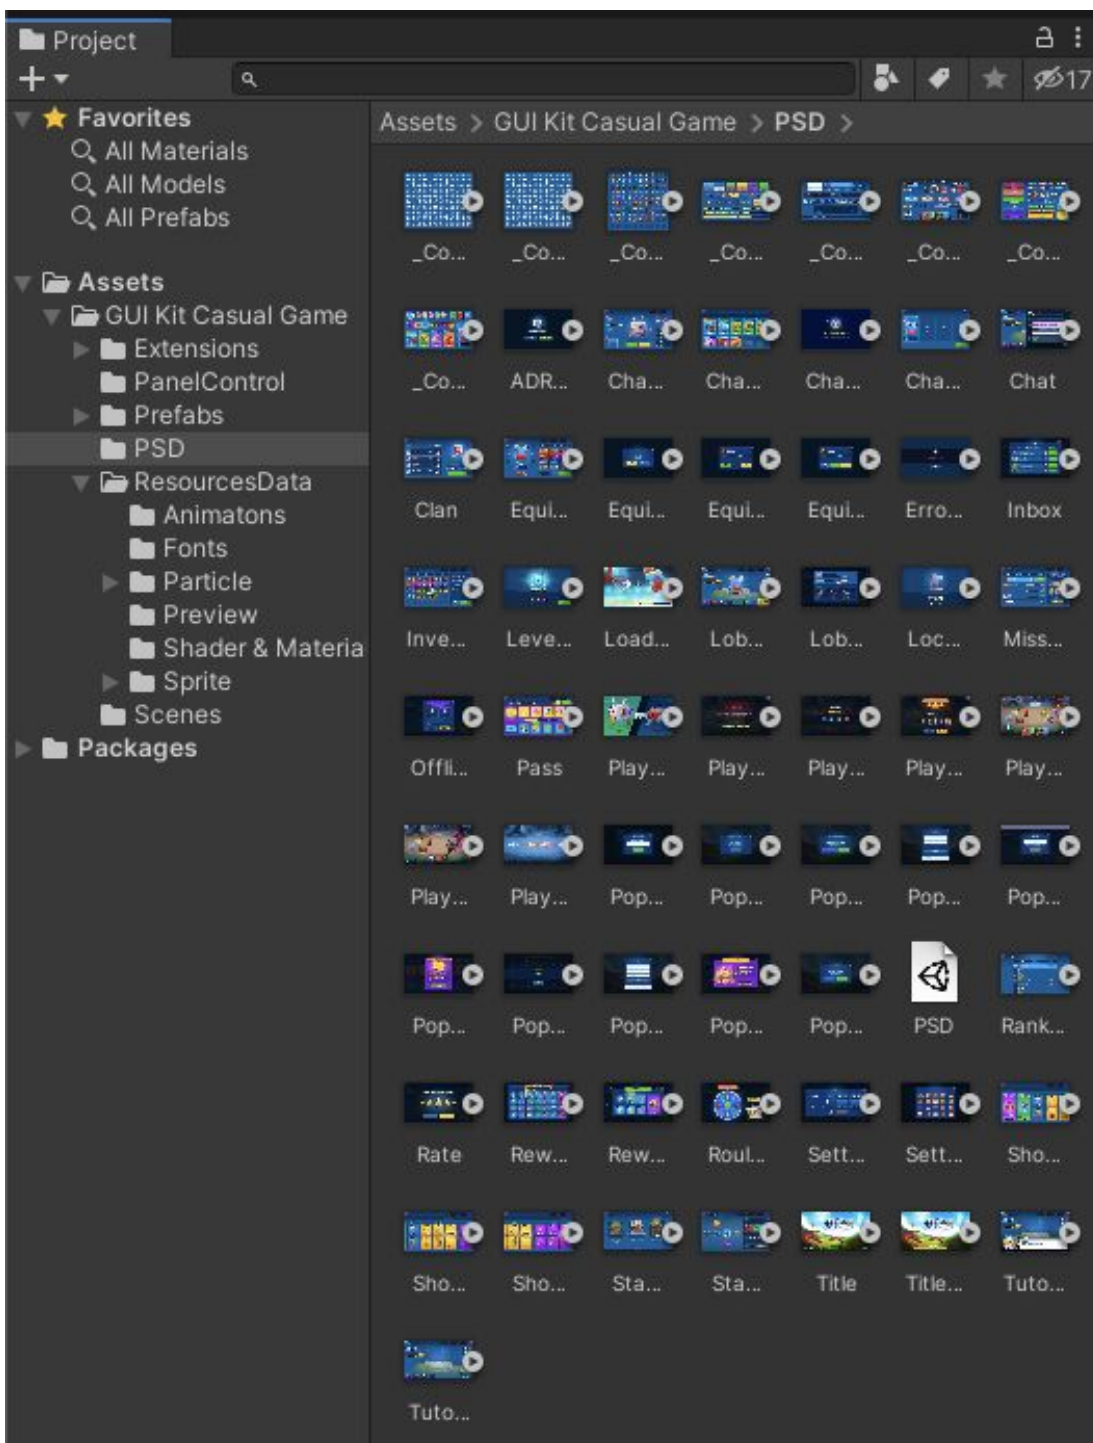 Project
17
Favorites
All Materials
All Models
All Prefabs
Assets
GUI Kit Casual Game
Extensions
PanelControl
Prefabs
PSD
ResourcesData
Animatons
Fonts
Particle
Preview
Shader & Materia
Sprite
Scenes
Packages
Assets > GUI Kit Casual Game > PSD >
_Co... _Co... _Co... _Co... _Co... _Co... _Co...
_Co... ADR... Cha... Cha... Cha... Cha... Chat
Clan Equi... Equi... Equi... Equi... Erro... Inbox
Inve... Leve... Load... Lob... Lob... Loc... Miss...
Offli... Pass Play... Play... Play... Play... Play...
Play... Play... Pop... Pop... Pop... Pop... Pop...
Pop... Pop... Pop... Pop... Pop... PSD Rank...
Rate Rew... Rew... Roul... Sett... Sett... Sho...
Sho... Sho... Sta... Sta... Title Title... Tuto...
Tuto...